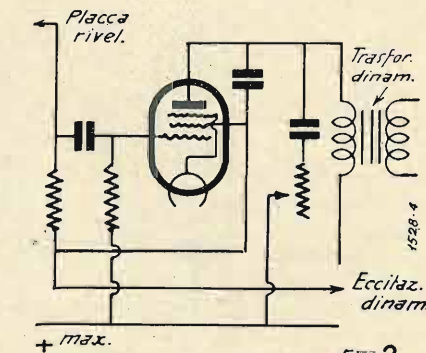 Placca
rivel.
Trasfor.
dinam.
1528-4
Eccitaz.
dinam.
+ max.